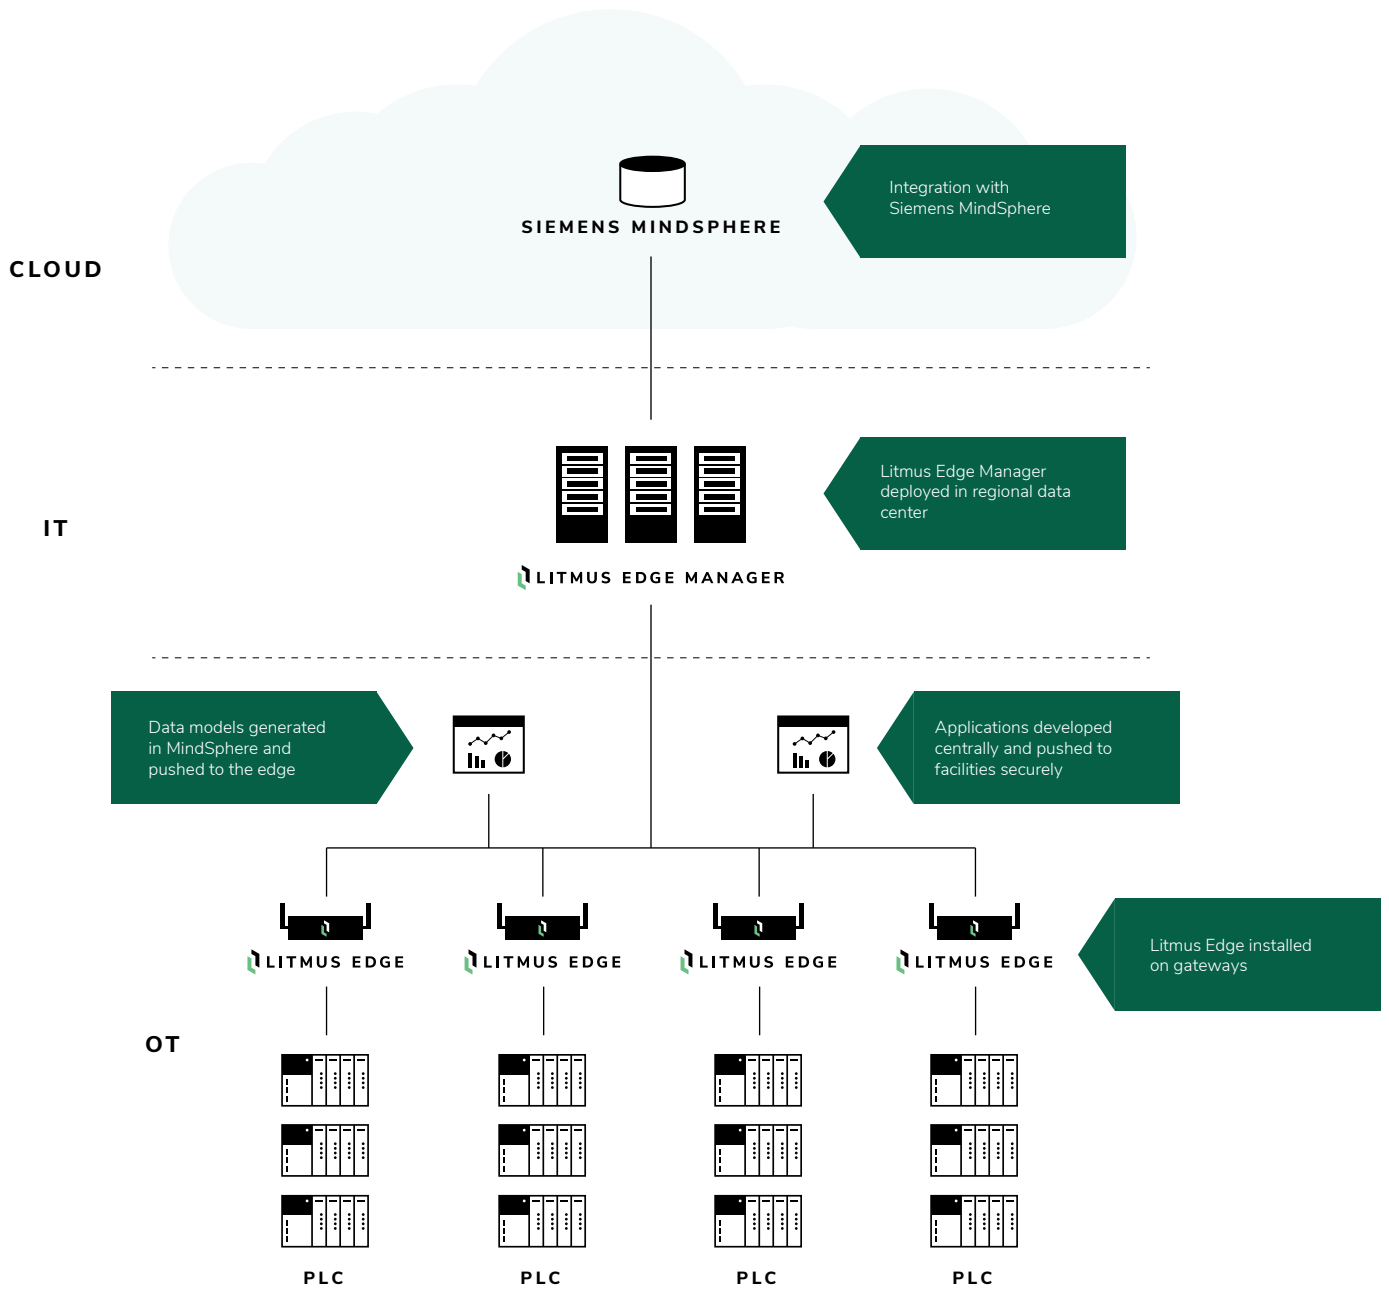 Integration with
Siemens MindSphere
SIEMENS MINDSPHERE
CLOUD
Litmus Edge Manager
deployed in regional data
center
IT
LITMUS EDGE MANAGER
Data models generated
in MindSphere and
pushed to the edge
Applications developed
centrally and pushed to
facilities securely
LITMUS EDGE
LITMUS EDGE
LITMUS EDGE
LITMUS EDGE
Litmus Edge installed
on gateways
OT
PLC
PLC
PLC
PLC